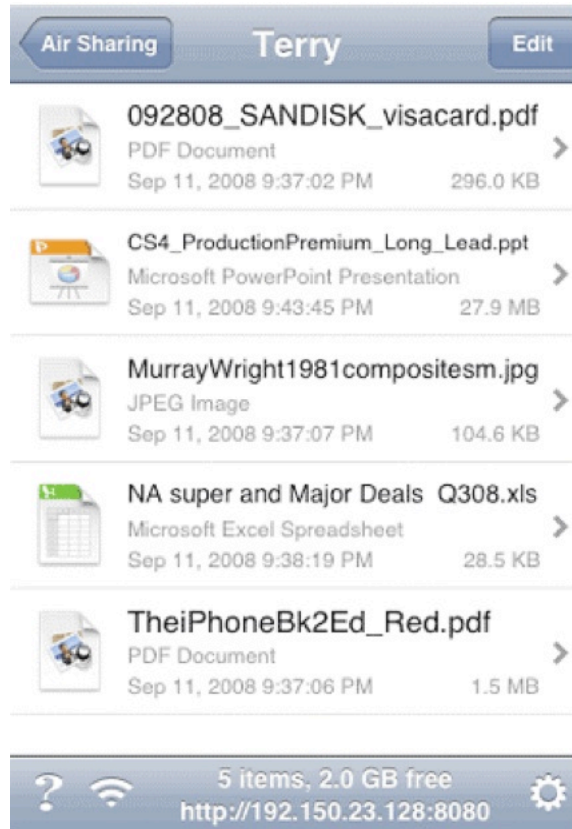 Air Sharing Terry Edit
092808_SANDISK_visacard.pdf
PDF Document
Sep 11, 2008 9:37:02 PM 296.0 KB
CS4_ProductionPremium_Long_Lead.ppt
Microsoft PowerPoint Presentation
Sep 11, 2008 9:43:45 PM 27.9 MB
MurrayWright1981compositesm.jpg
JPEG Image
Sep 11, 2008 9:37:07 PM 104.6 KB
NA super and Major Deals  Q308.xls
Microsoft Excel Spreadsheet
Sep 11, 2008 9:38:19 PM 28.5 KB
TheiPhoneBk2Ed_Red.pdf
PDF Document
Sep 11, 2008 9:37:06 PM 1.5 MB
? 5 items, 2.0 GB free
http://192.150.23.128:8080